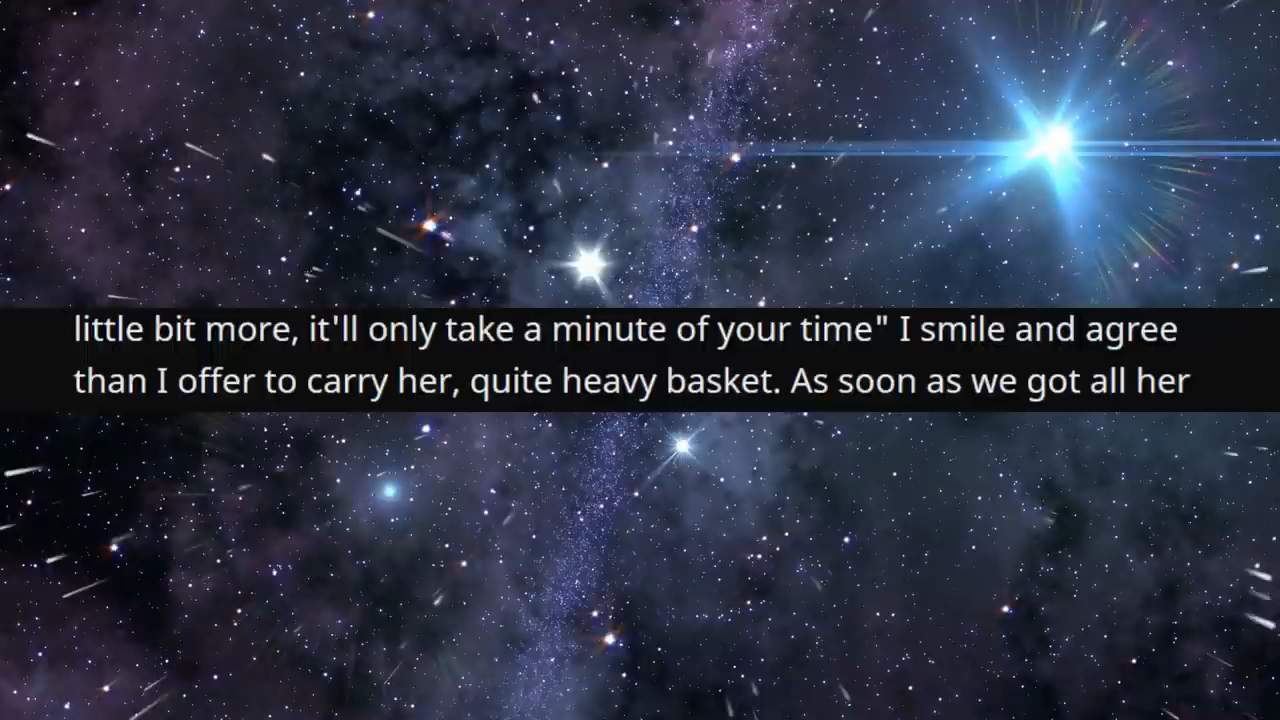 little bit more, it'll only take a minute of your time" I smile and agree
than I offer to carry her, quite heavy basket. As soon as we got all her